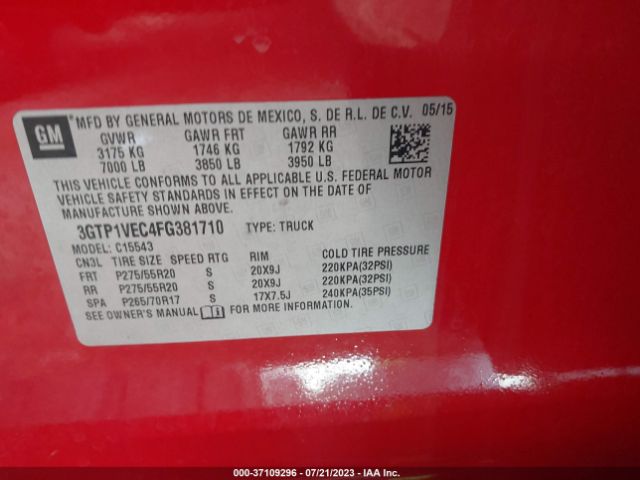 GM
MFD BY GENERAL MOTORS DE MEXICO, S. DE R.L. DE C.V. 05/15
GVWR GAWR FRT GAWR RR
3175 KG 1746 KG 1792 KG
7000 LB 3850 LB 3950 LB
THIS VEHICLE CONFORMS TO ALL APPLICABLE U.S. FEDERAL MOTOR
VEHICLE SAFETY STANDARDS IN EFFECT ON THE DATE OF
MANUFACTURE SHOWN ABOVE.
3GTP1VEC4FG381710 TYPE: TRUCK
MODEL: C15543
CN3L TIRE SIZE SPEED RTG RIM COLD TIRE PRESSURE
FRT P275/55R20 S 20X9J 220KPA(32PSI)
RR P275/55R20 S 20X9J 220KPA(32PSI)
SPA P265/70R17 S 17X7.5J 240KPA(35PSI)
SEE OWNER'S MANUAL FOR MORE INFORMATION.
000-37109296 - 07/21/2023 - IAA Inc.